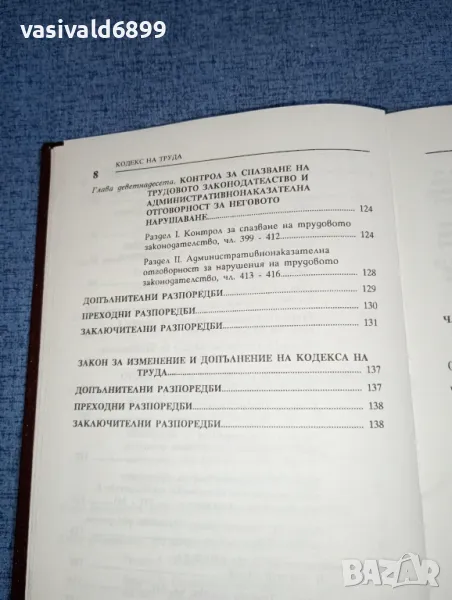 vasivald6899
8 КОДЕКС НА ТРУДА
Глава деветнадесета. КОНТРОЛ ЗА СПАЗВАНЕ НА
ТРУДОВОТО ЗАКОНОДАТЕЛСТВО И
АДМИНИСТРАТИВНОНАКАЗАТЕЛНА
ОТГОВОРНОСТ ЗА НЕГОВОТО
НАРУШАВАНЕ 124
Раздел I. Контрол за спазване на трудовото
законодателство, чл. 399 - 412 124
Раздел II. Административнонаказателна
отговорност за нарушения на трудовото
законодателство, чл. 413 - 416 128
ДОПЪЛНИТЕЛНИ РАЗПОРЕДБИ 129
ПРЕХОДНИ РАЗПОРЕДБИ 130
ЗАКЛЮЧИТЕЛНИ РАЗПОРЕДБИ 131
ЗАКОН ЗА ИЗМЕНЕНИЕ И ДОПЪЛНЕНИЕ НА КОДЕКСА НА
ТРУДА 137
ДОПЪЛНИТЕЛНИ РАЗПОРЕДБИ 137
ПРЕХОДНИ РАЗПОРЕДБИ 138
ЗАКЛЮЧИТЕЛНИ РАЗПОРЕДБИ 138
BAZAR